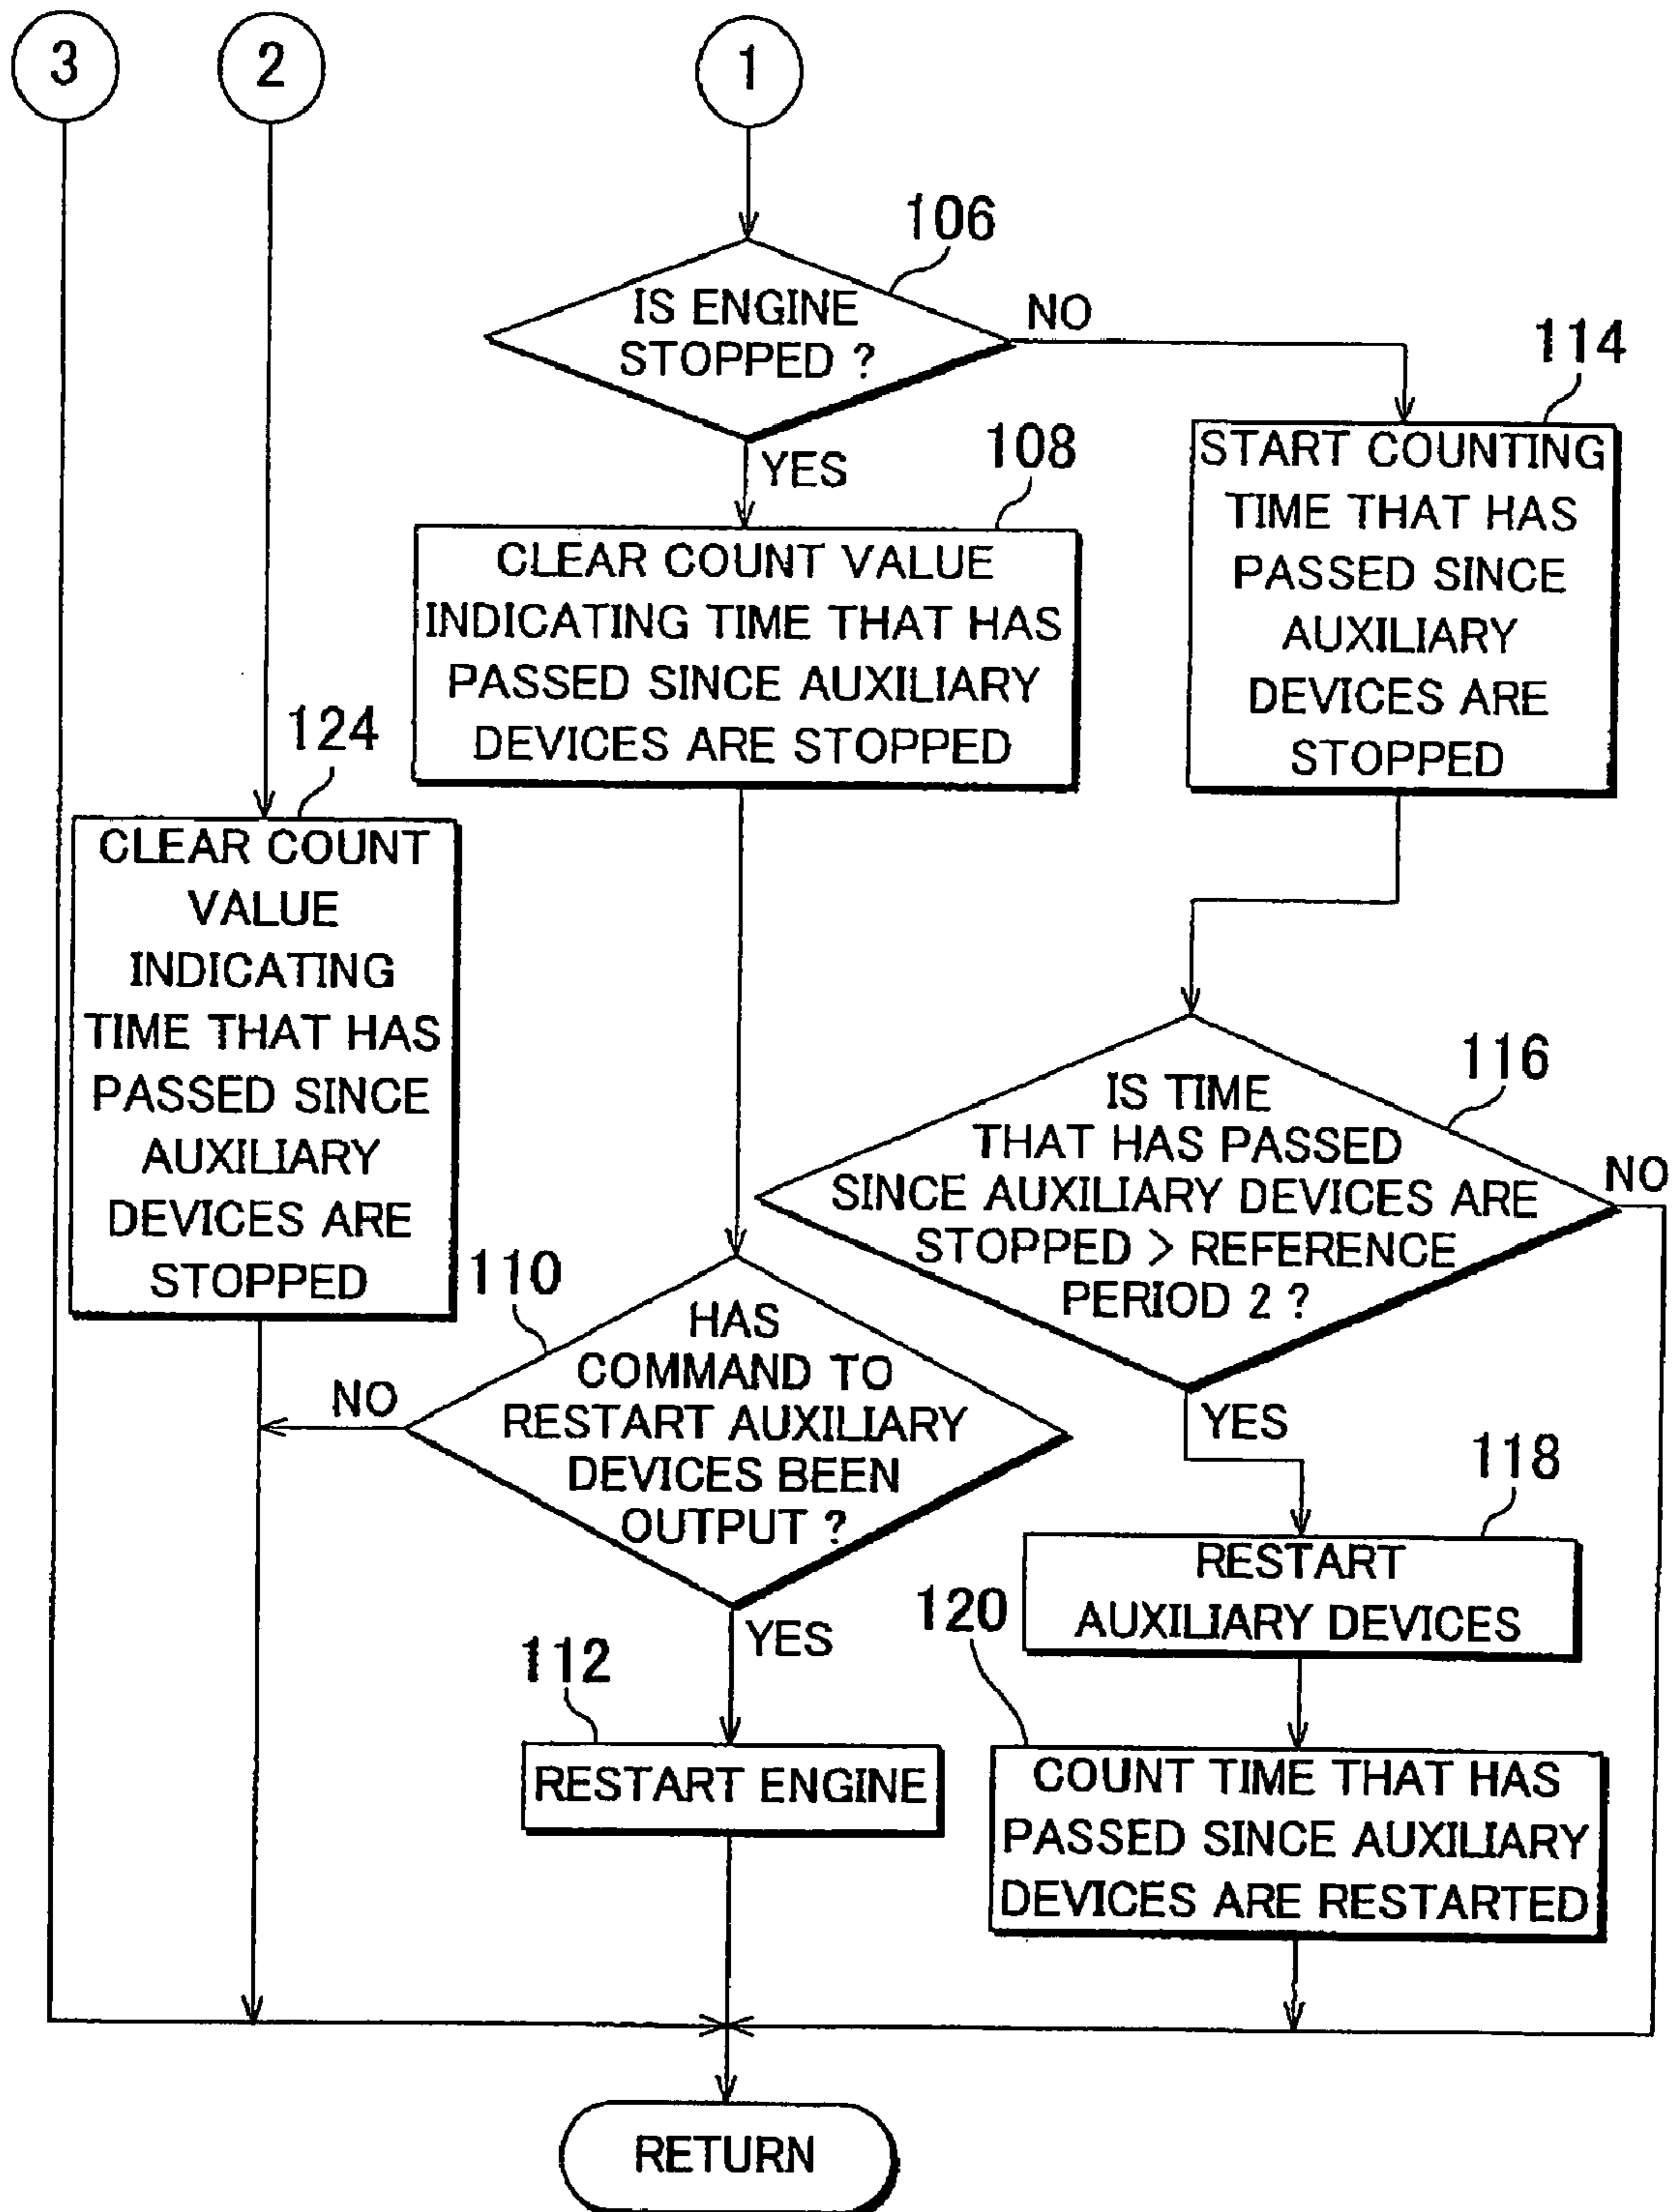 3
2
1
106
IS ENGINE
STOPPED ?
NO
YES
108
CLEAR COUNT VALUE
INDICATING TIME THAT HAS
PASSED SINCE AUXILIARY
DEVICES ARE STOPPED
114
START COUNTING
TIME THAT HAS
PASSED SINCE
AUXILIARY
DEVICES ARE
STOPPED
124
CLEAR COUNT
VALUE
INDICATING
TIME THAT HAS
PASSED SINCE
AUXILIARY
DEVICES ARE
STOPPED
110
HAS
COMMAND TO
RESTART AUXILIARY
DEVICES BEEN
OUTPUT ?
NO
YES
116
IS TIME
THAT HAS PASSED
SINCE AUXILIARY DEVICES ARE
STOPPED > REFERENCE
PERIOD 2 ?
NO
YES
118
RESTART
AUXILIARY DEVICES
112
RESTART ENGINE
120
COUNT TIME THAT HAS
PASSED SINCE AUXILIARY
DEVICES ARE RESTARTED
RETURN